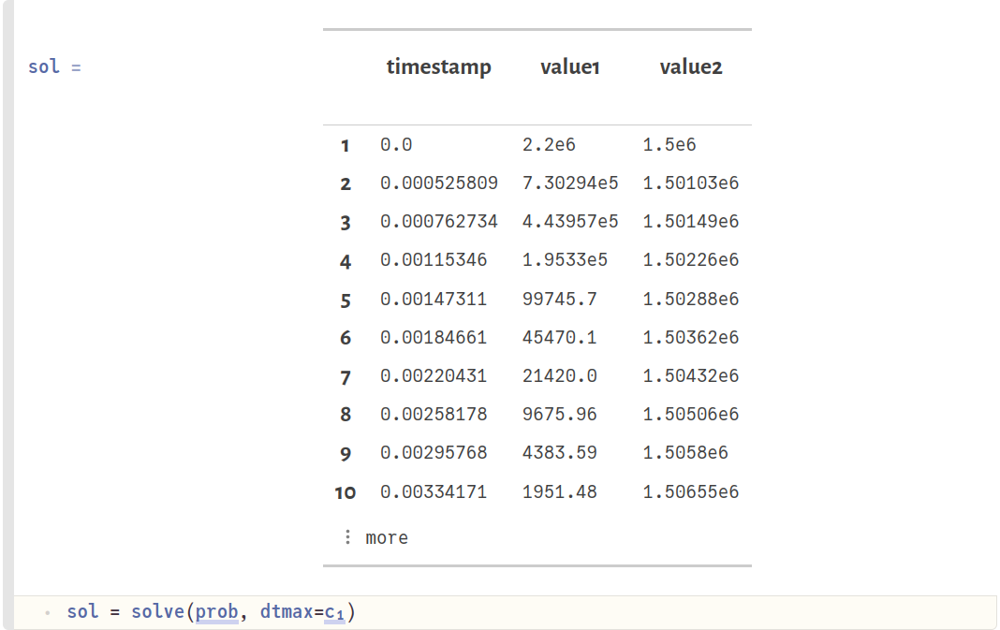 sol = timestamp value1 value2
1 0.0 2.2e6 1.5e6
2 0.000525809 7.30294e5 1.50103e6
3 0.000762734 4.43957e5 1.50149e6
4 0.00115346 1.9533e5 1.50226e6
5 0.00147311 99745.7 1.50288e6
6 0.00184661 45470.1 1.50362e6
7 0.00220431 21420.0 1.50432e6
8 0.00258178 9675.96 1.50506e6
9 0.00295768 4383.59 1.5058e6
10 0.00334171 1951.48 1.50655e6
⋮ more
sol = solve(prob, dtmax=c₁)